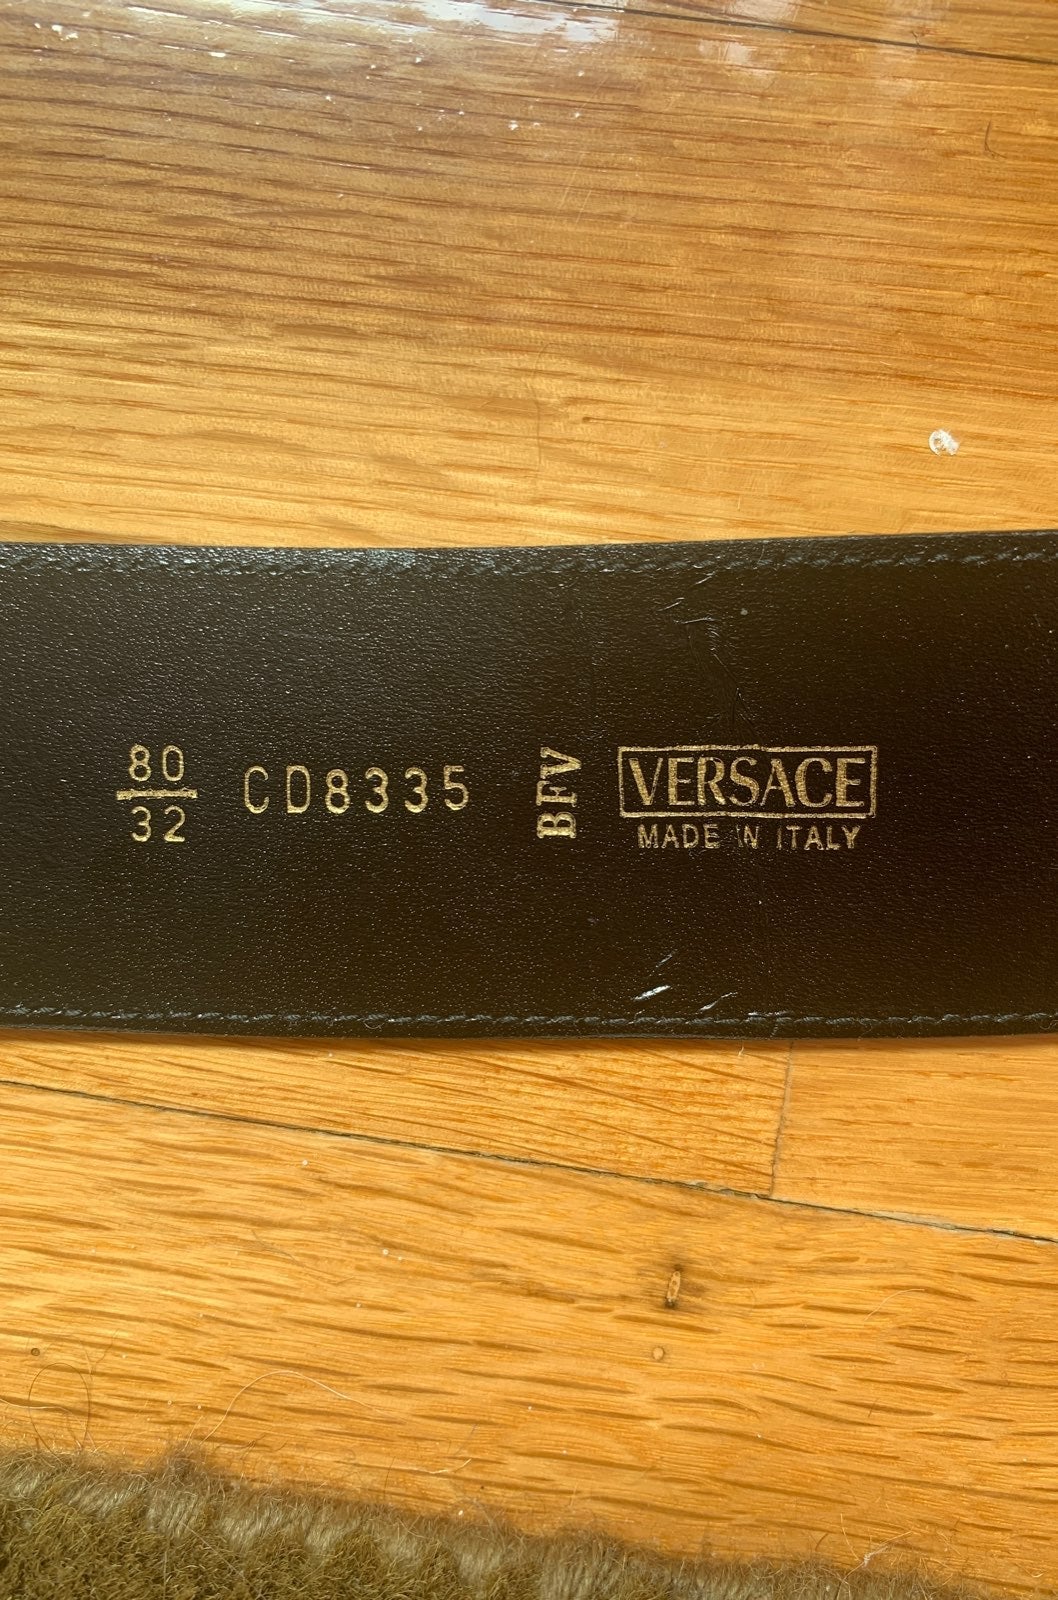 80
32
CD8335
BFV
VERSACE
MADE IN ITALY